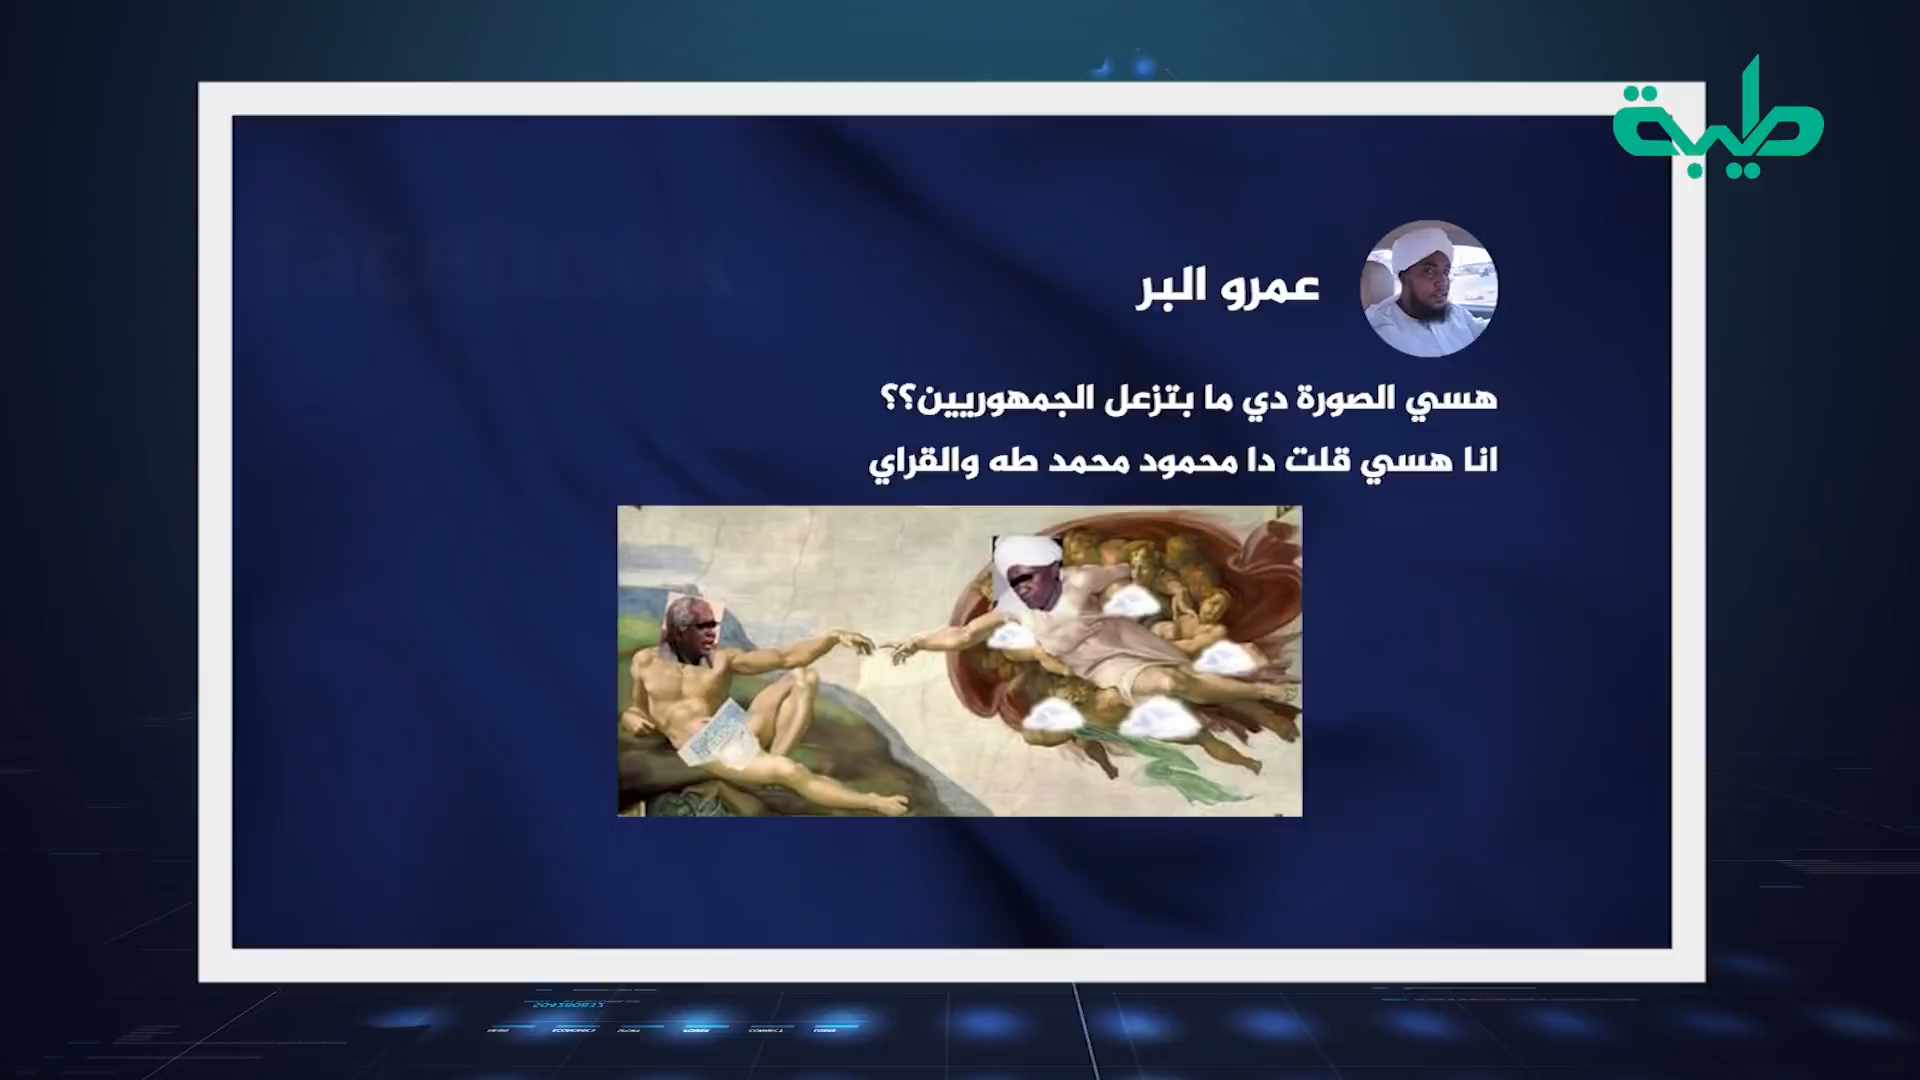 طيبة
عمرو البر
هسي الصورة دي ما بتزعل الجمهوريين؟؟
انا هسي قلت دا محمود محمد طه والقراي